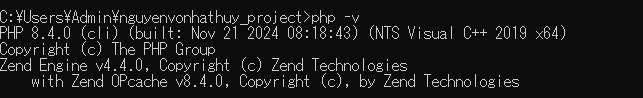 C:¥Users¥Admin¥nguyenvonhathuy_project>php -v
PHP 8.4.0 (cli) (built: Nov 21 2024 08:18:43) (NTS Visual C++ 2019 x64)
Copyright (c) The PHP Group
Zend Engine v4.4.0, Copyright (c) Zend Technologies
    with Zend OPcache v8.4.0, Copyright (c), by Zend Technologies